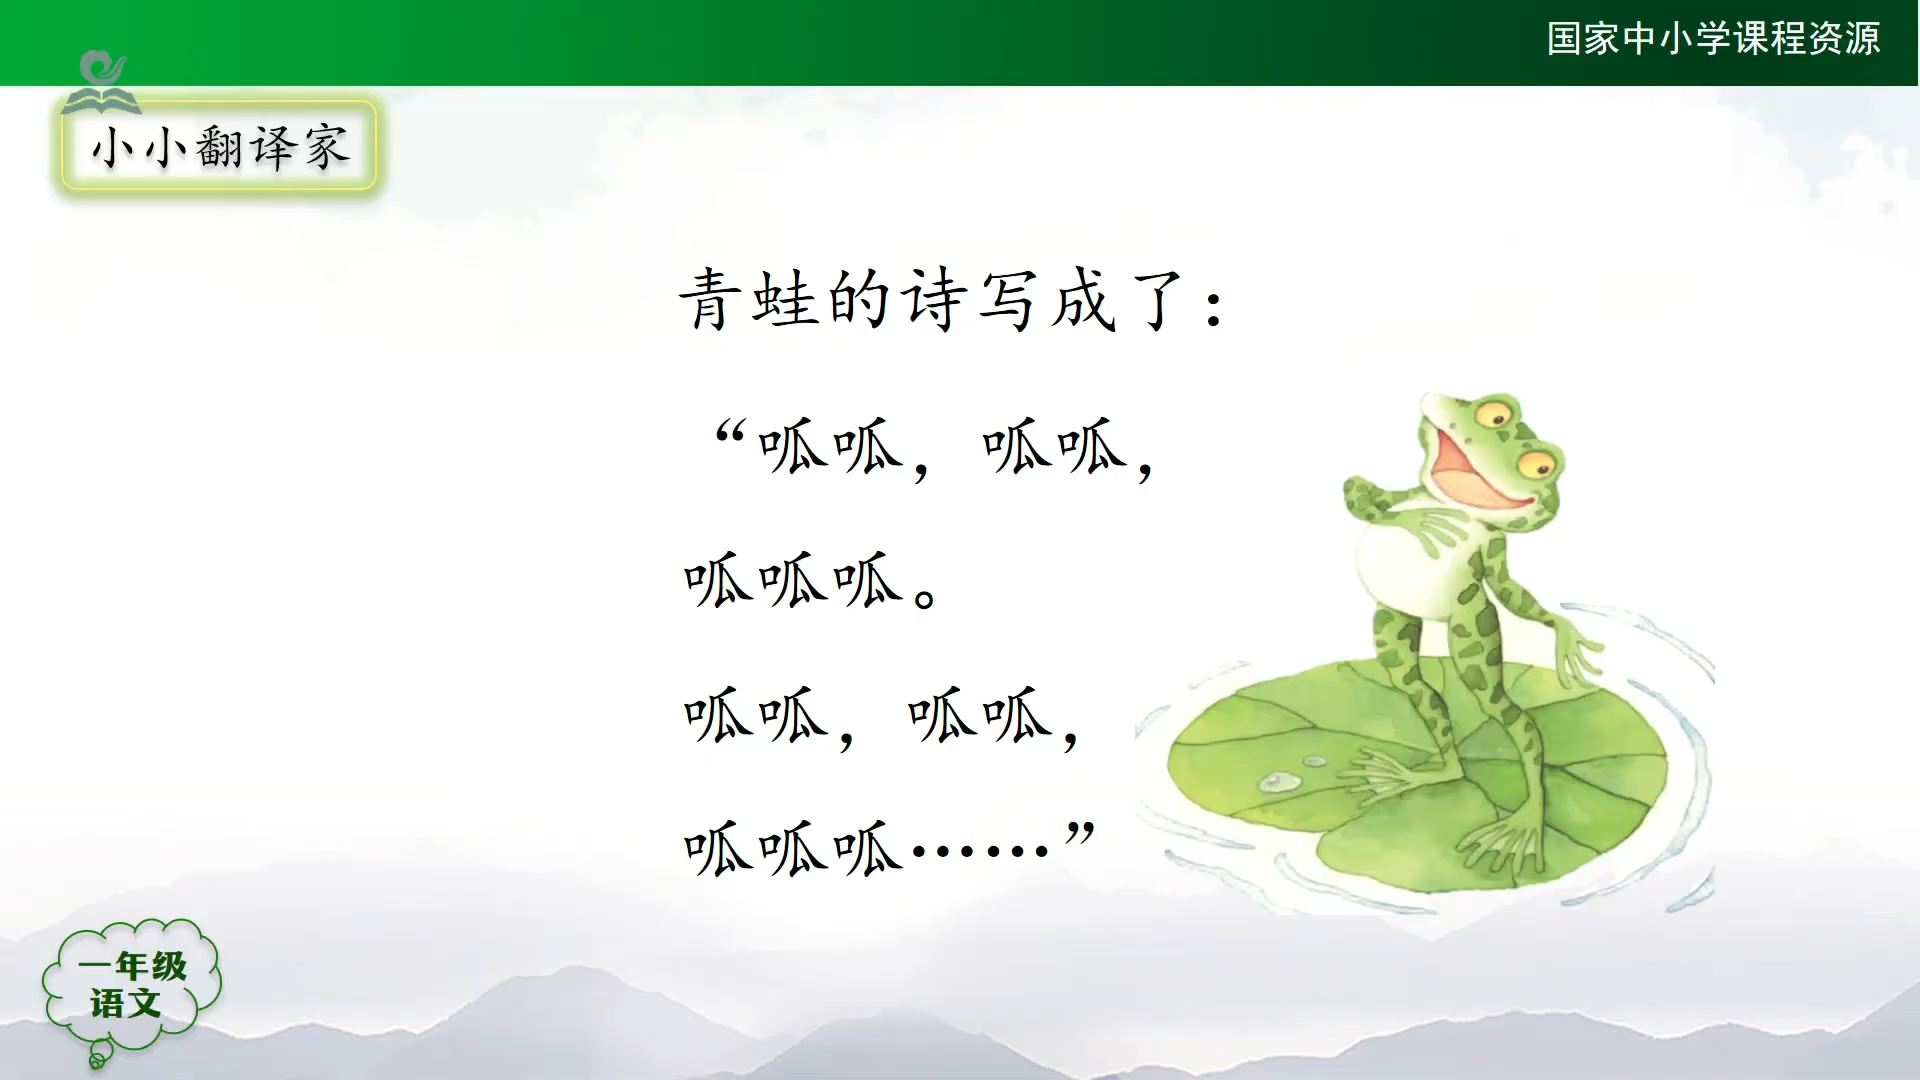 国家中小学课程资源
小小翻译家
青蛙的诗写成了：
“呱呱，呱呱，
呱呱呱。
呱呱，呱呱，
呱呱呱……”
一年级
语文